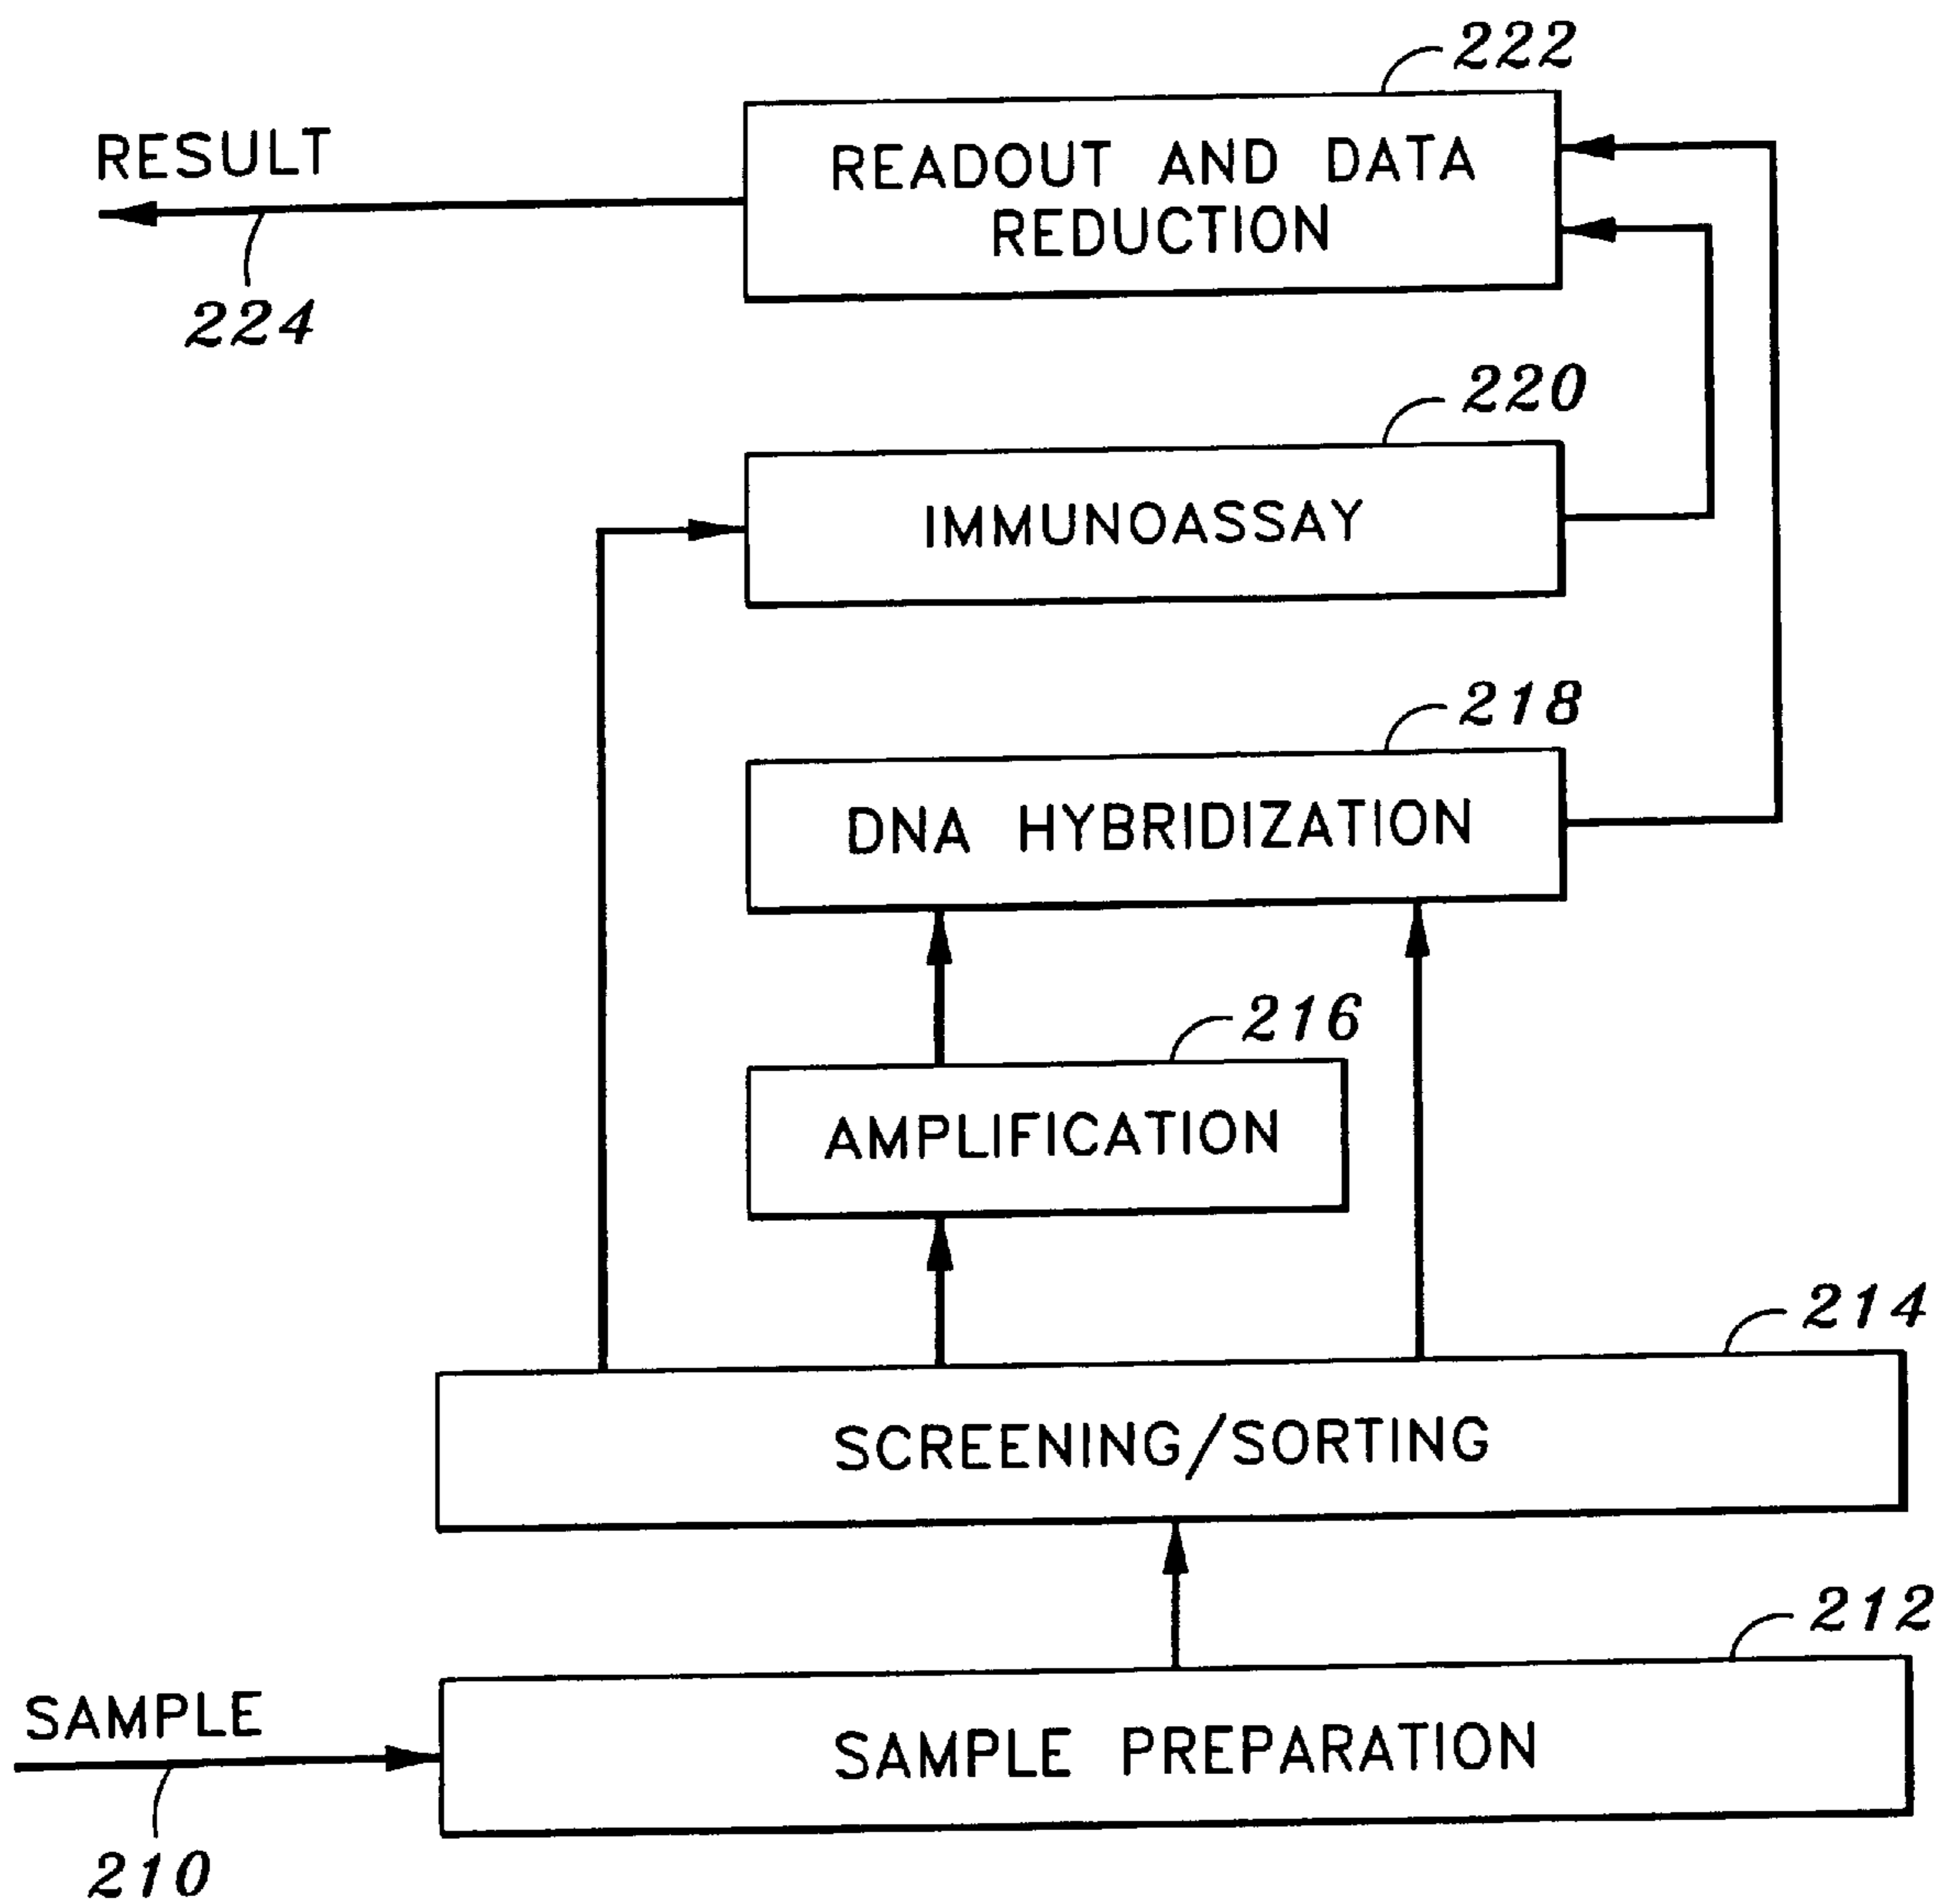 222
RESULT
READOUT AND DATA
REDUCTION
224
220
IMMUNOASSAY
218
DNA HYBRIDIZATION
216
AMPLIFICATION
214
SCREENING/SORTING
212
SAMPLE
SAMPLE PREPARATION
210